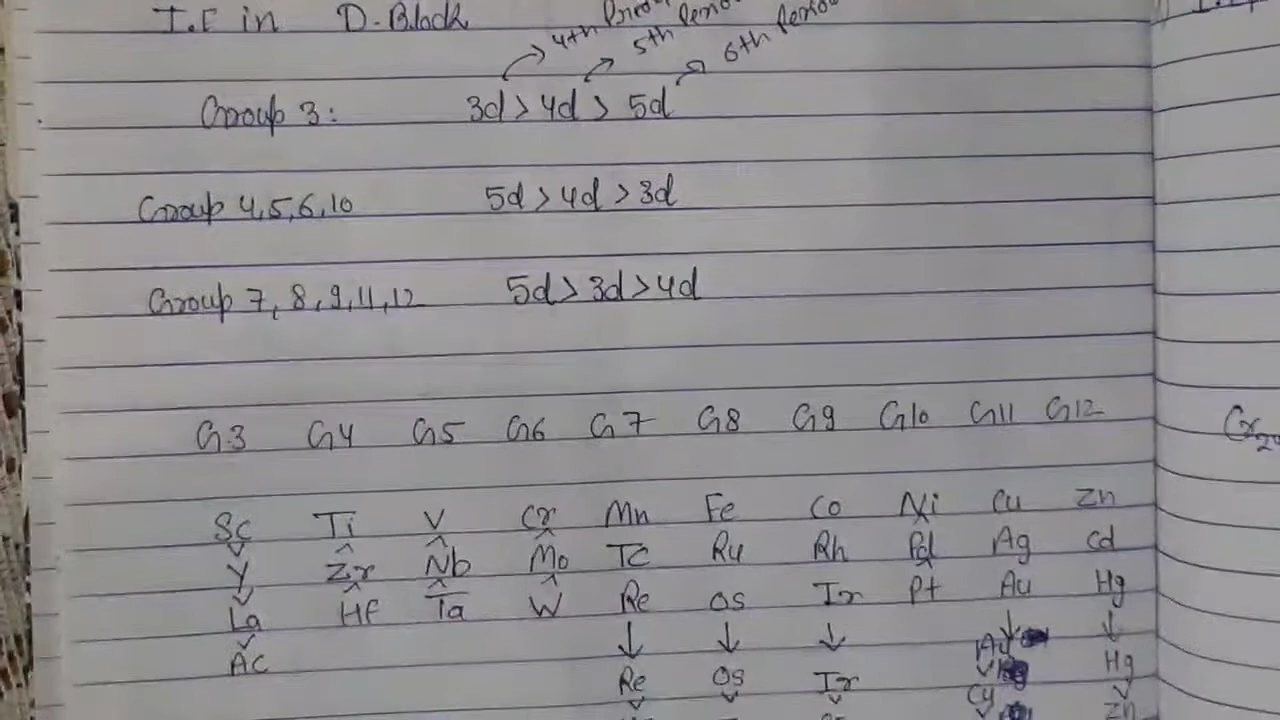 I.E in D-Block
4th 5th 6th
Group 3: 3d > 4d > 5d
Group 4,5,6,10 5d > 4d > 3d
Group 7, 8, 9, 11, 12 5d > 3d > 4d
G3 G4 G5 G6 G7 G8 G9 G10 G11 G12
Sc Ti V Cr Mn Fe Co Ni Cu Zn
Y Zr Nb Mo Tc Ru Rh Pd Ag Cd
La Hf Ta W Re Os Ir Pt Au Hg
Ac
Re Os Ir Au Hg
Cu Zn